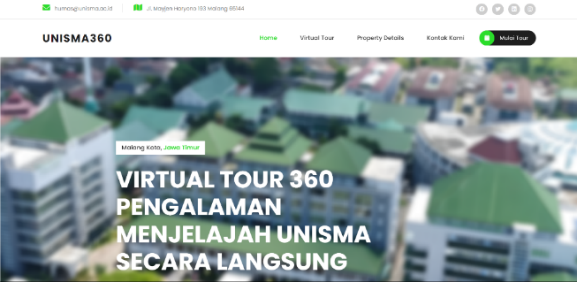 humas@unisma.ac.id
Jl. Mayjen Haryono 193 Malang 65144
UNISMA360
Home
Virtual Tour
Property Details
Kontak Kami
Mulai Tour
Malang Kota, Jawa Timur
VIRTUAL TOUR 360
PENGALAMAN
MENJELAJAH UNISMA
SECARA LANGSUNG